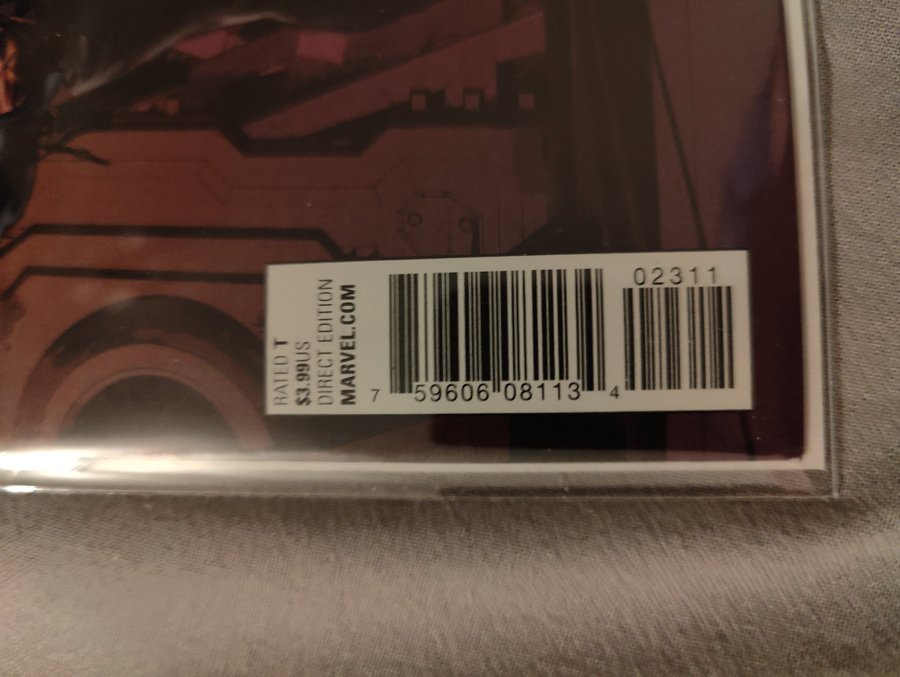 RATED T
$3.99US
DIRECT EDITION
MARVEL.COM
7 59606 08113 4
02311